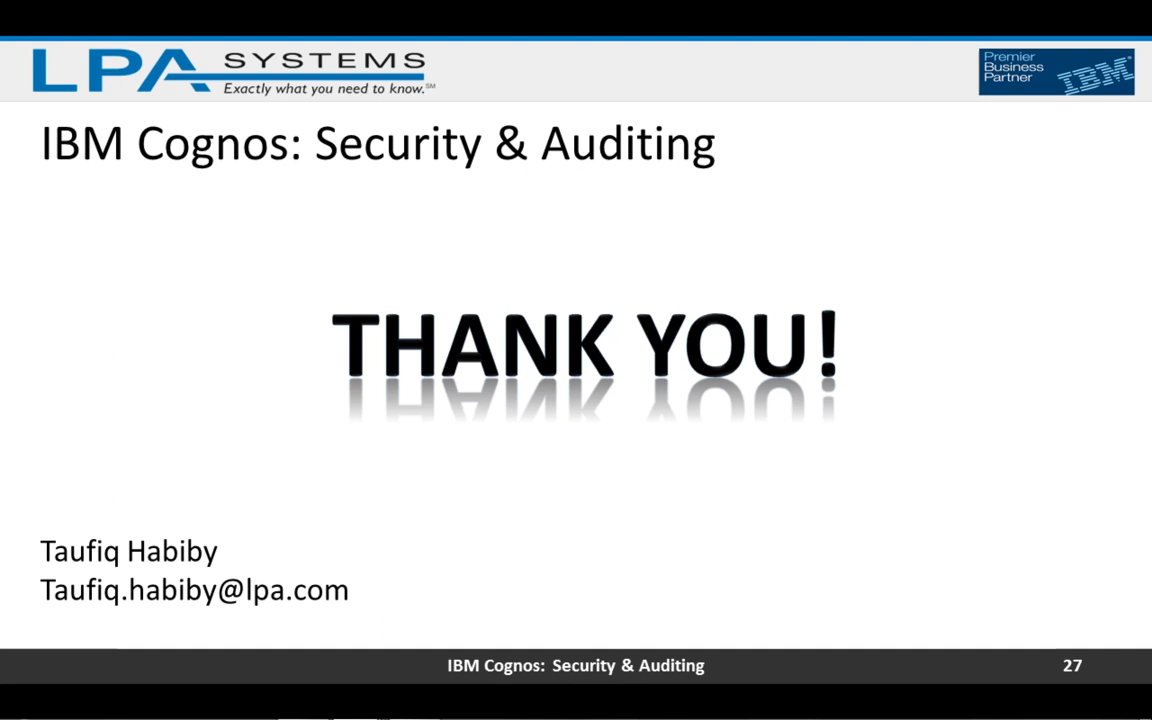 LPA SYSTEMS
Exactly what you need to know.℠
Premier
Business
Partner
IBM®
IBM Cognos: Security & Auditing
THANK YOU!
Taufiq Habiby
Taufiq.habiby@lpa.com
IBM Cognos: Security & Auditing
27